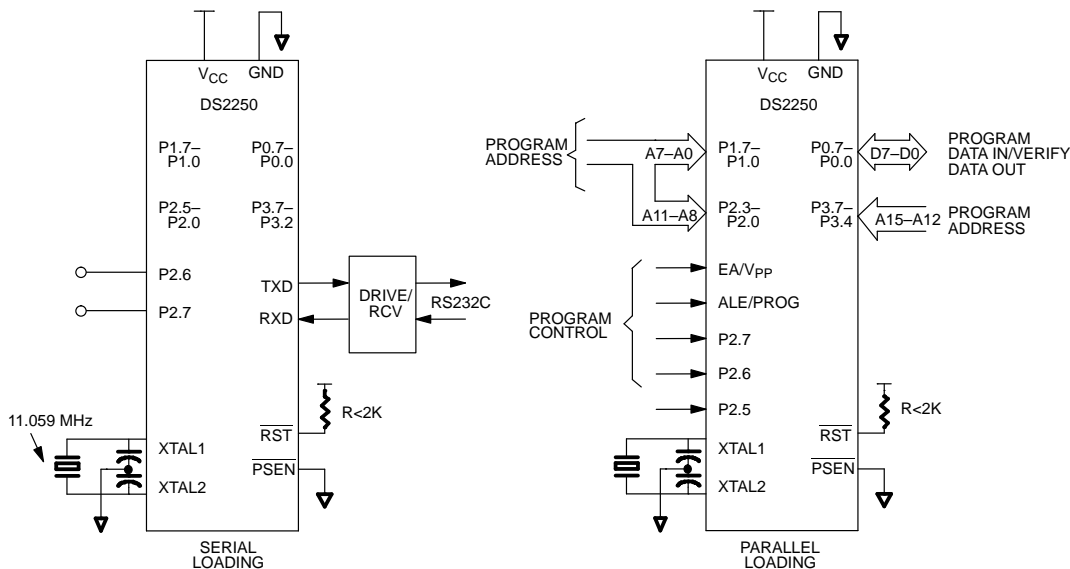 VCC
GND
DS2250
P1.7–
P1.0
P0.7–
P0.0
P2.5–
P2.0
P3.7–
P3.2
P2.6
P2.7
TXD
RXD
DRIVE/
RCV
RS232C
11.059 MHz
R<2K
RST
XTAL1
PSEN
XTAL2
SERIAL
LOADING
VCC
GND
DS2250
PROGRAM
ADDRESS
A7–A0
P1.7–
P1.0
P0.7–
P0.0
D7–D0
PROGRAM
DATA IN/VERIFY
DATA OUT
A11–A8
P2.3–
P2.0
P3.7–
P3.4
A15–A12
PROGRAM
ADDRESS
PROGRAM
CONTROL
EA/VPP
ALE/PROG
P2.7
P2.6
P2.5
R<2K
RST
XTAL1
PSEN
XTAL2
PARALLEL
LOADING